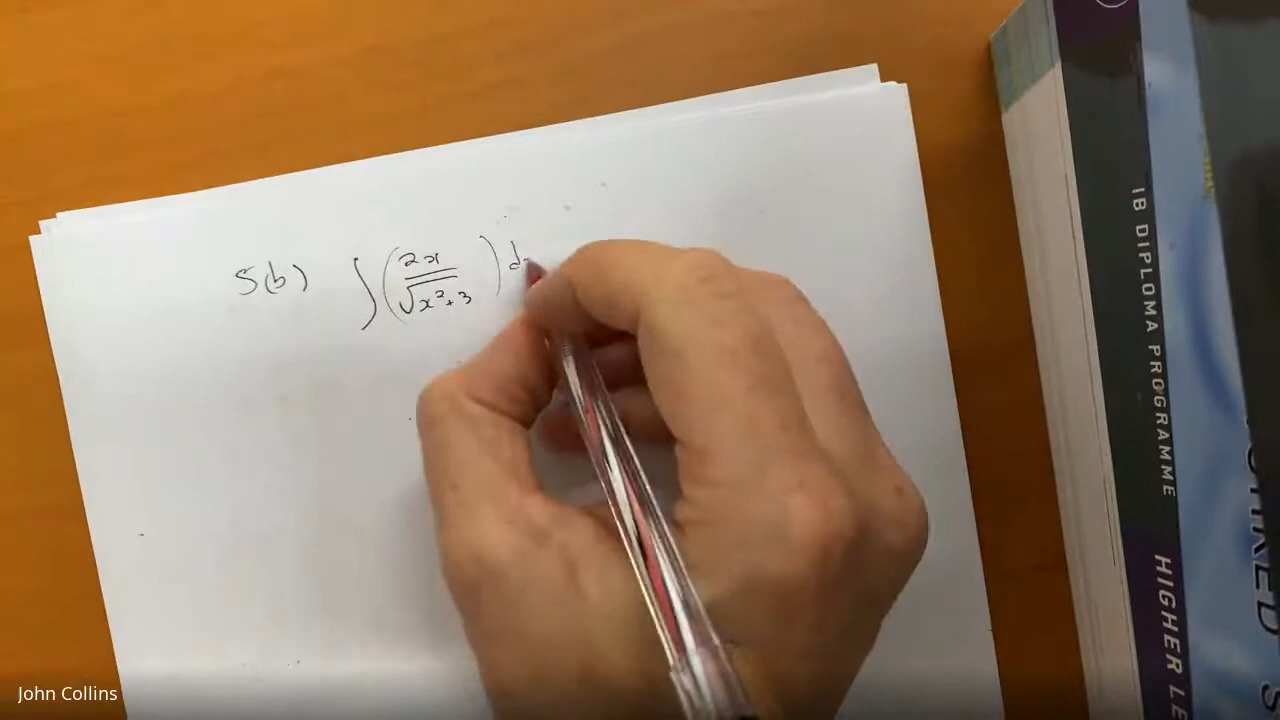 5(b) ∫(2x/√x²+3) d
IB DIPLOMA PROGRAMME
HIGHER LE
John Collins